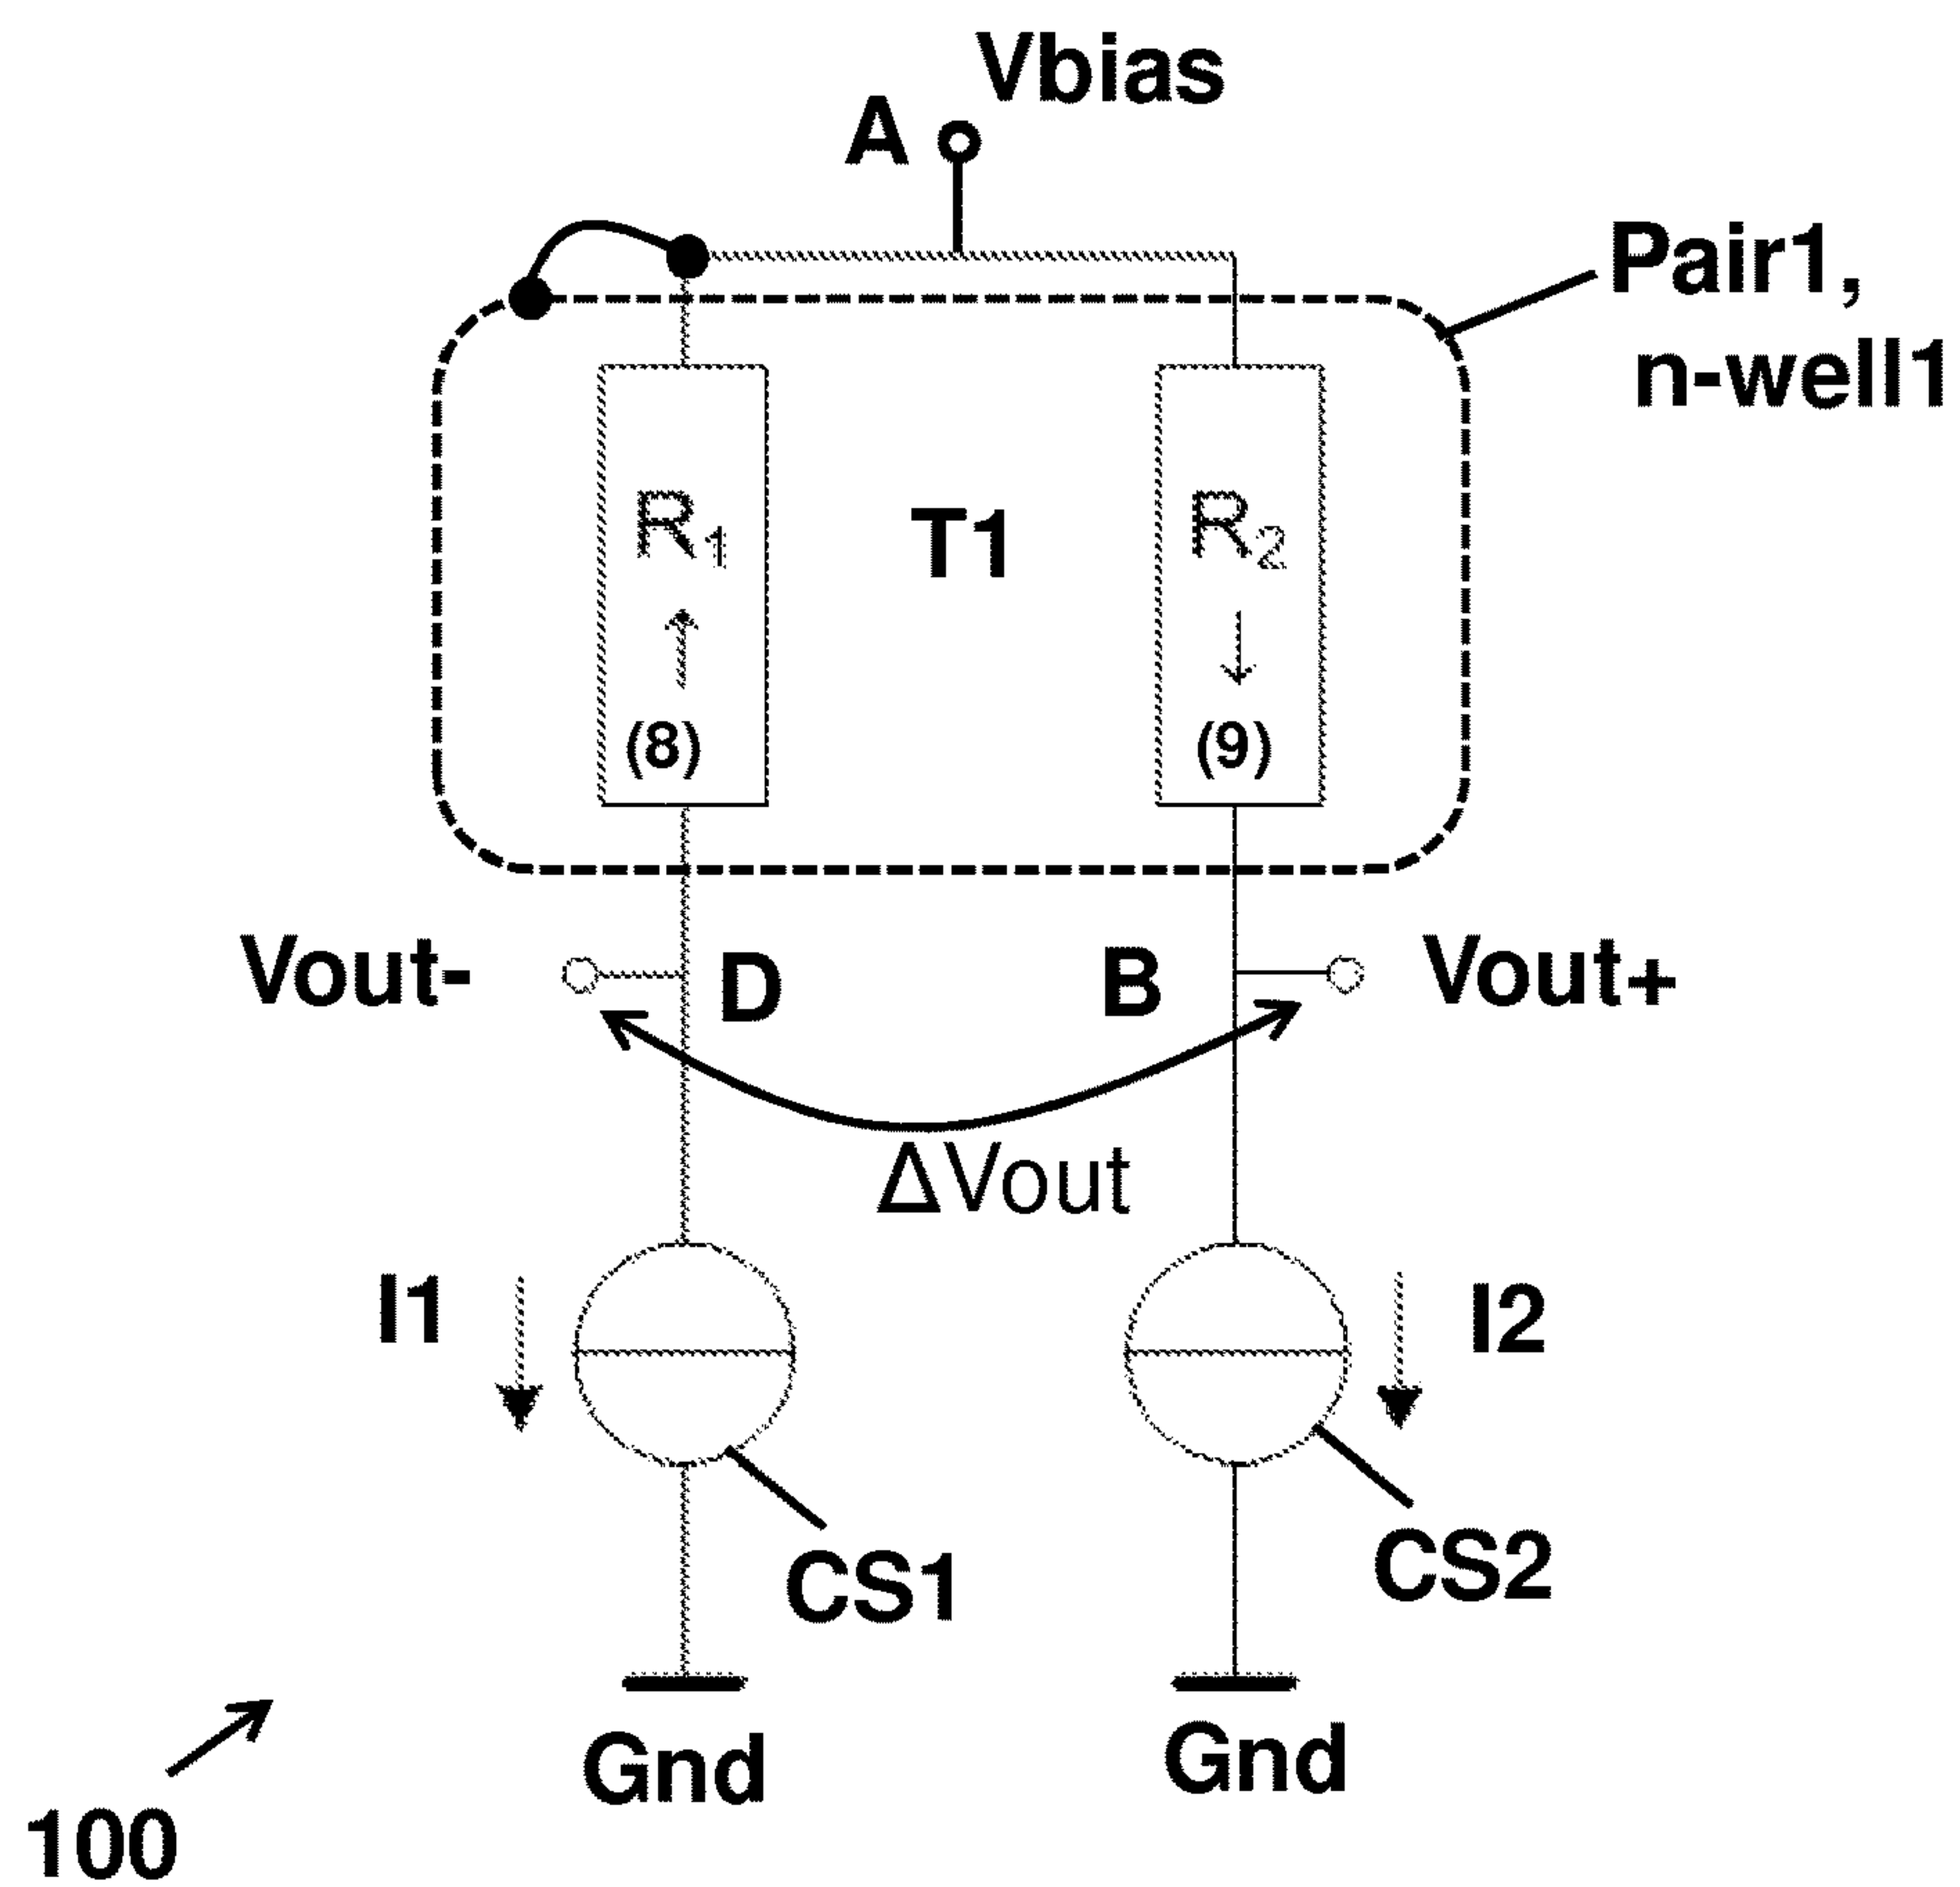 Vbias
A
Pair1,
n-well1
R1
T1
R2
(8)
(9)
Vout-
D
B
Vout+
ΔVout
I1
I2
CS1
CS2
Gnd
Gnd
100